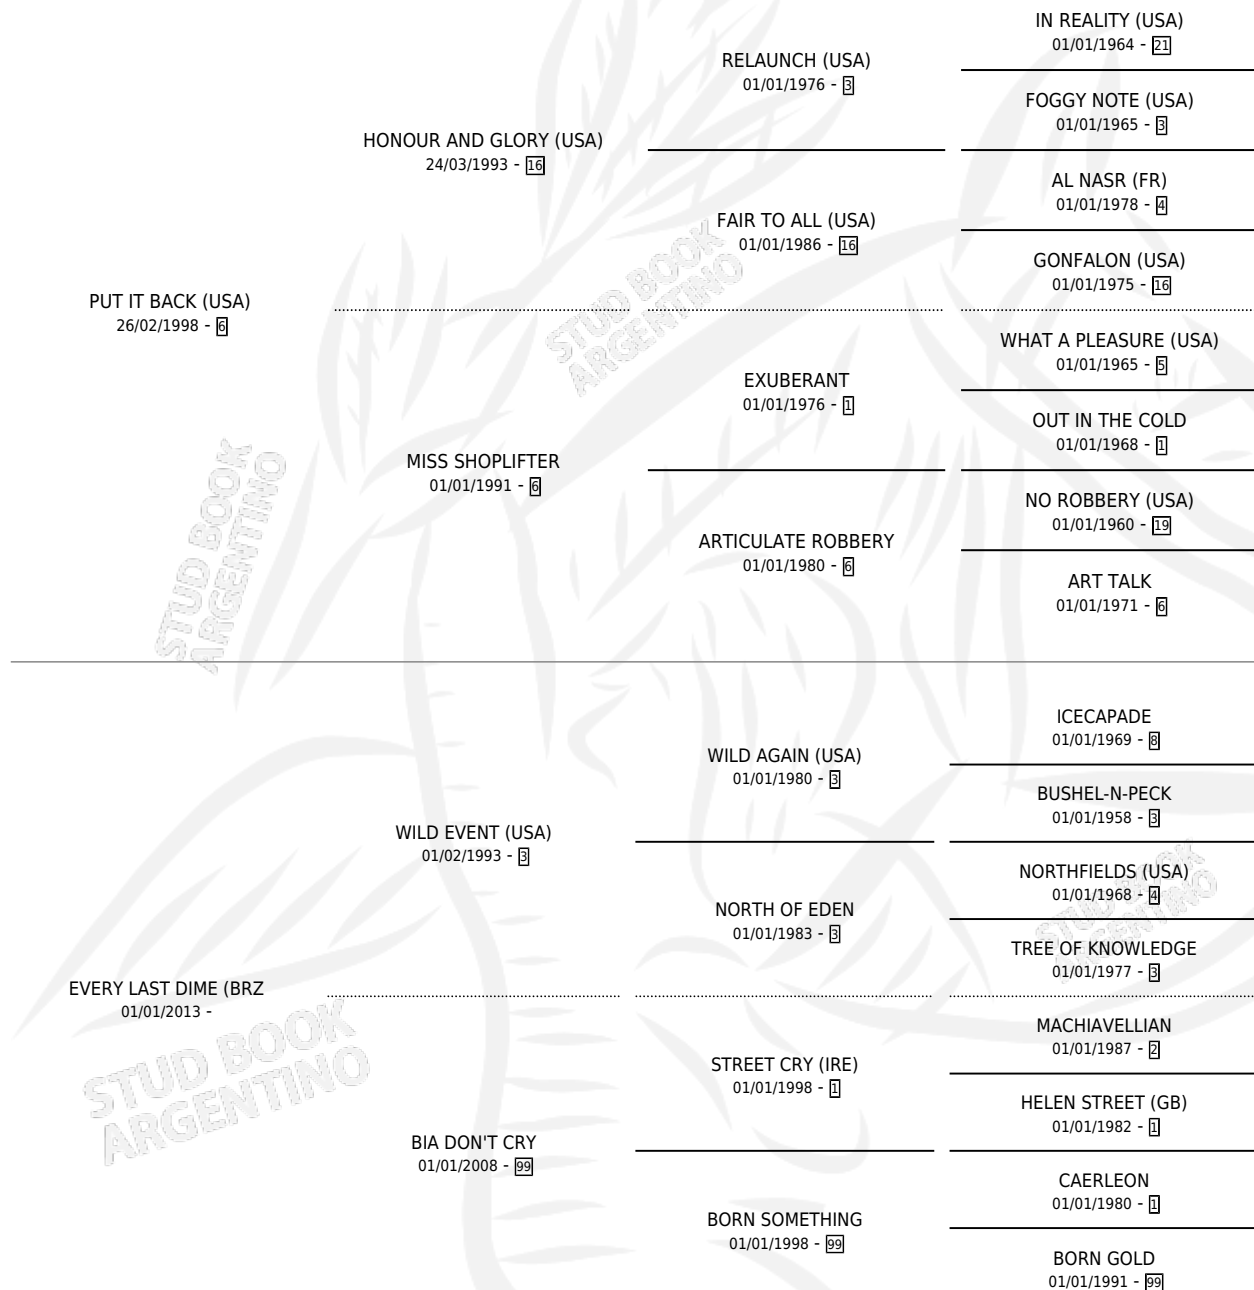 IN REALITY (USA)
01/01/1964 - 21
RELAUNCH (USA)
01/01/1976 - 3
FOGGY NOTE (USA)
01/01/1965 - 3
HONOUR AND GLORY (USA)
24/03/1993 - 16
AL NASR (FR)
01/01/1978 - 4
FAIR TO ALL (USA)
01/01/1986 - 16
GONFALON (USA)
01/01/1975 - 16
PUT IT BACK (USA)
26/02/1998 - 6
WHAT A PLEASURE (USA)
01/01/1965 - 5
EXUBERANT
01/01/1976 - 1
OUT IN THE COLD
01/01/1968 - 1
MISS SHOPLIFTER
01/01/1991 - 6
NO ROBBERY (USA)
01/01/1960 - 19
ARTICULATE ROBBERY
01/01/1980 - 6
ART TALK
01/01/1971 - 6
ICECAPADE
01/01/1969 - 8
WILD AGAIN (USA)
01/01/1980 - 3
BUSHEL-N-PECK
01/01/1958 - 3
WILD EVENT (USA)
01/02/1993 - 3
NORTHFIELDS (USA)
01/01/1968 - 4
NORTH OF EDEN
01/01/1983 - 3
TREE OF KNOWLEDGE
01/01/1977 - 3
EVERY LAST DIME (BRZ
01/01/2013 -
MACHIAVELLIAN
01/01/1987 - 2
STREET CRY (IRE)
01/01/1998 - 1
HELEN STREET (GB)
01/01/1982 - 1
BIA DON'T CRY
01/01/2008 - 99
CAERLEON
01/01/1980 - 1
BORN SOMETHING
01/01/1998 - 99
BORN GOLD
01/01/1991 - 99
STUD BOOK
ARGENTINO
STUD BOOK
ARGENTINO
STUD BOOK
ARGENTINO
STUD BOOK
ARGENTINO